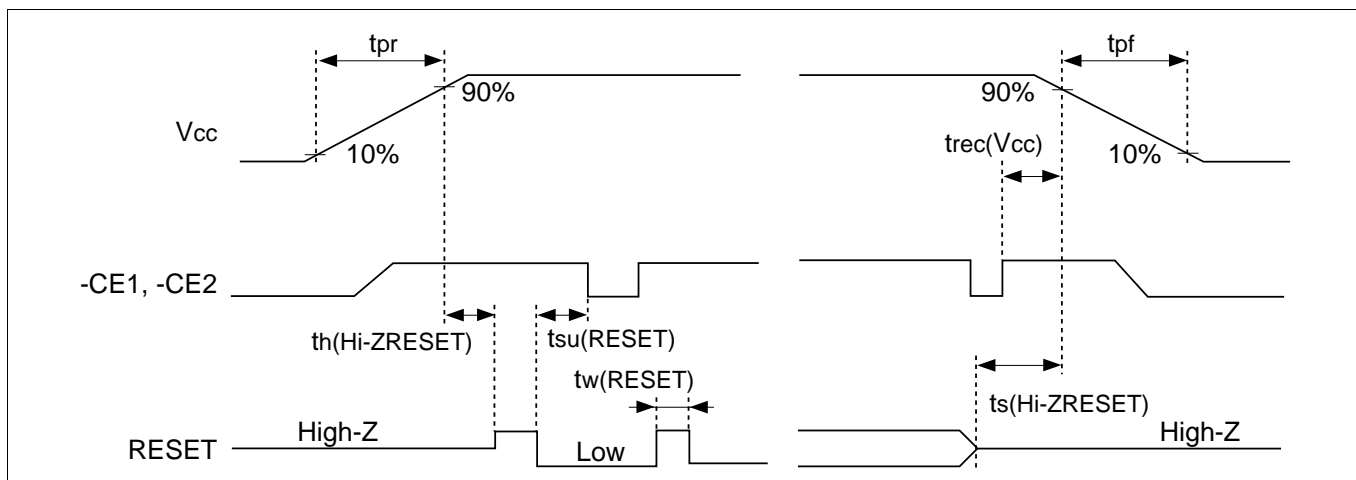 tpr
tpf
90%
90%
Vcc
10%
trec(Vcc)
10%
-CE1, -CE2
th(Hi-ZRESET)
tsu(RESET)
tw(RESET)
ts(Hi-ZRESET)
High-Z
High-Z
RESET
Low